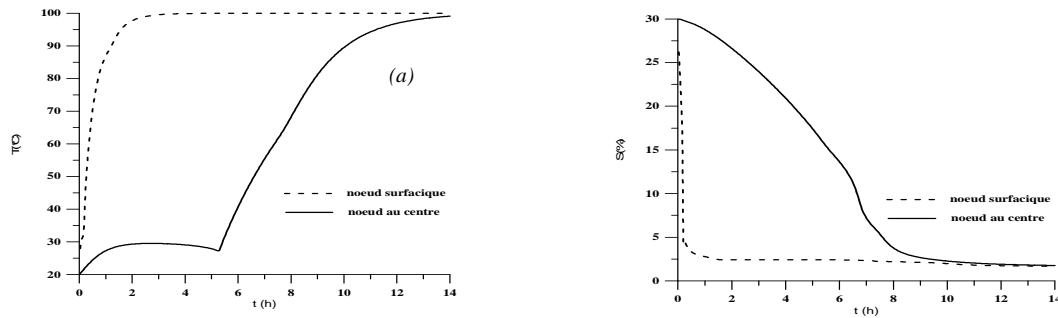 100
90
80
70
60
50
40
30
20
T(°C)
(a)
noeud surfacique
noeud au centre
0 2 4 6 8 10 12 14
t (h)
30
25
20
15
10
5
0
S(%)
noeud surfacique
noeud au centre
0 2 4 6 8 10 12 14
t (h)